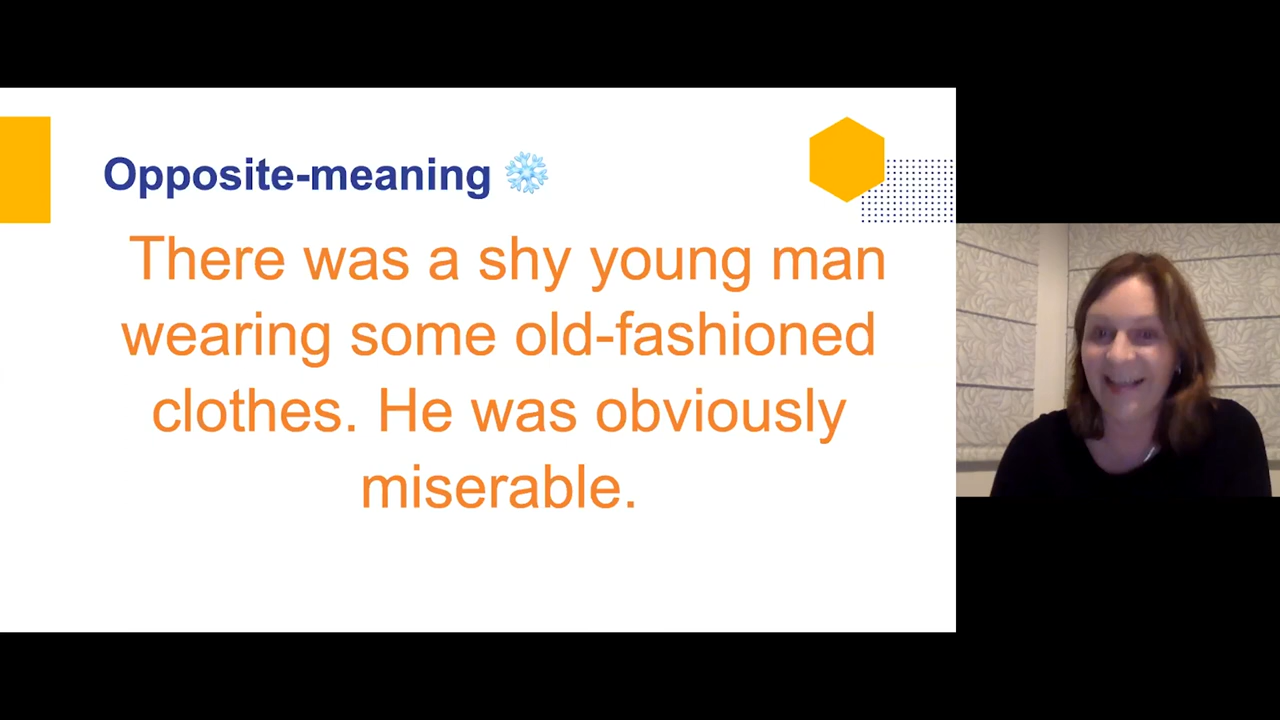 Opposite-meaning ❄️
There was a shy young man
wearing some old-fashioned
clothes. He was obviously
miserable.